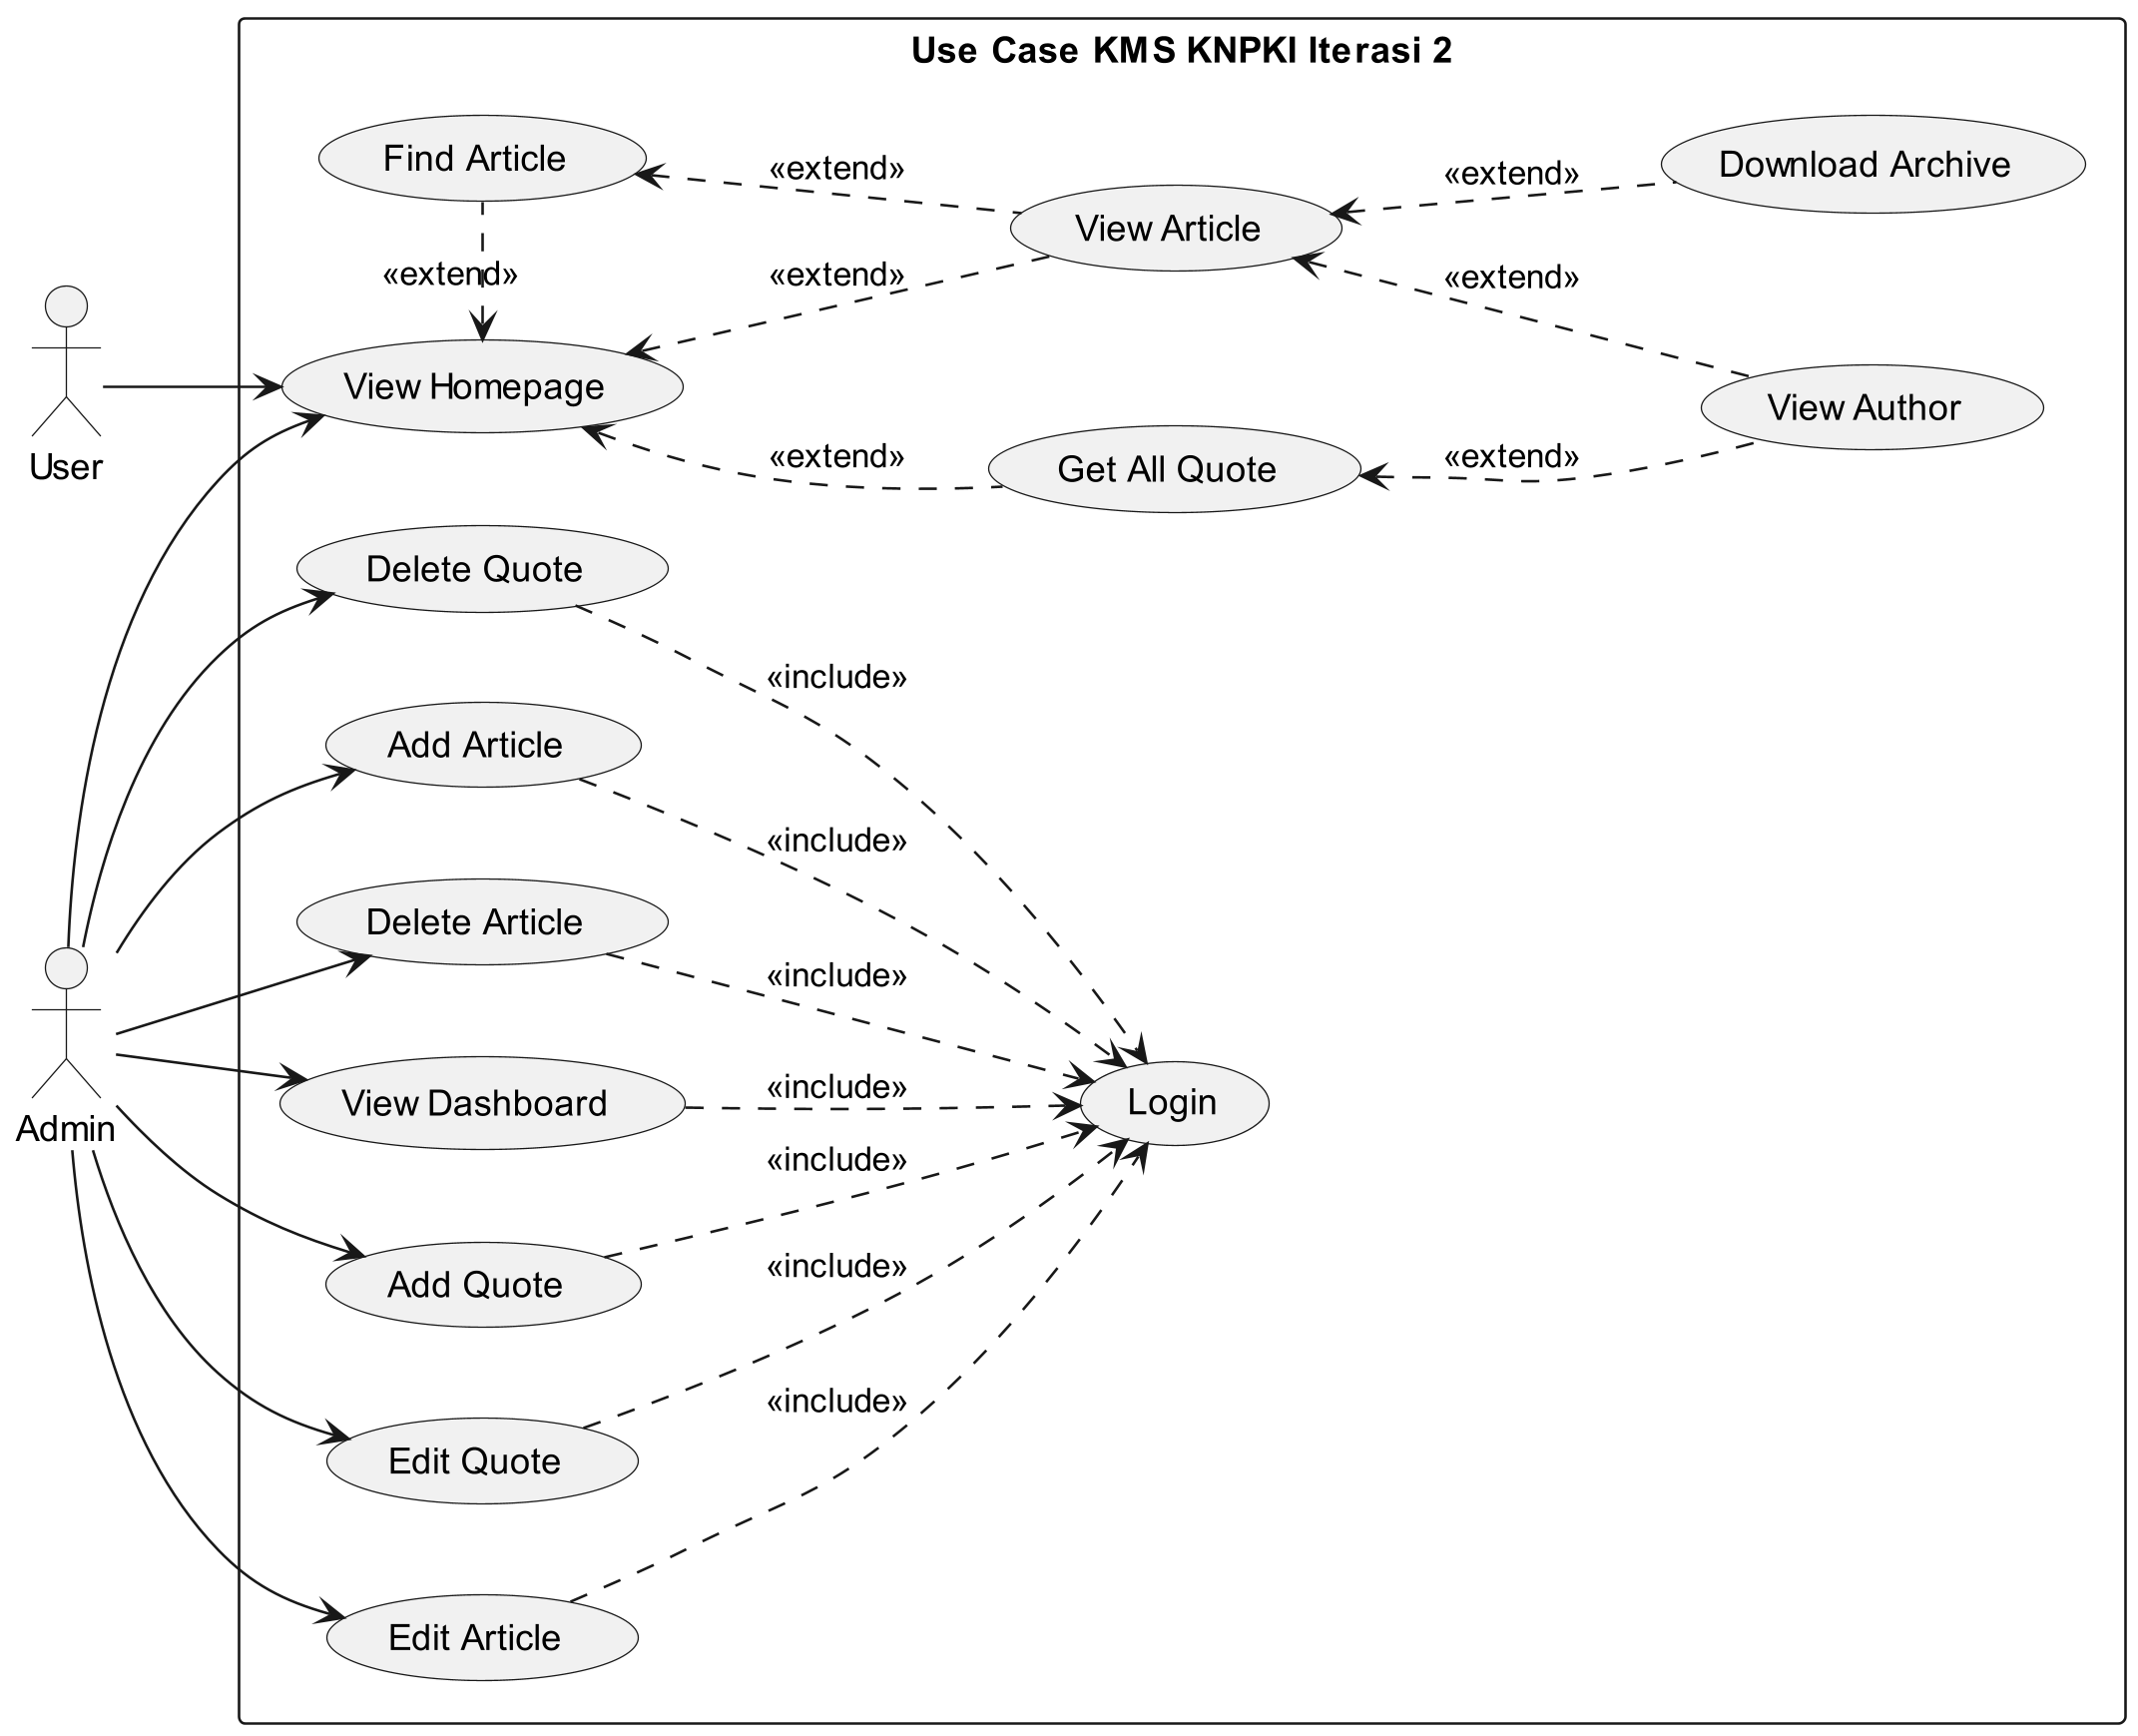 Use Case KMS KNPKI Iterasi 2
Find Article
«extend»
View Article
«extend»
Download Archive
«extend»
«extend»
«extend»
User
View Homepage
«extend»
Get All Quote
«extend»
View Author
Delete Quote
«include»
Add Article
«include»
Delete Article
«include»
Admin
View Dashboard
«include»
Login
«include»
Add Quote
«include»
Edit Quote
«include»
Edit Article